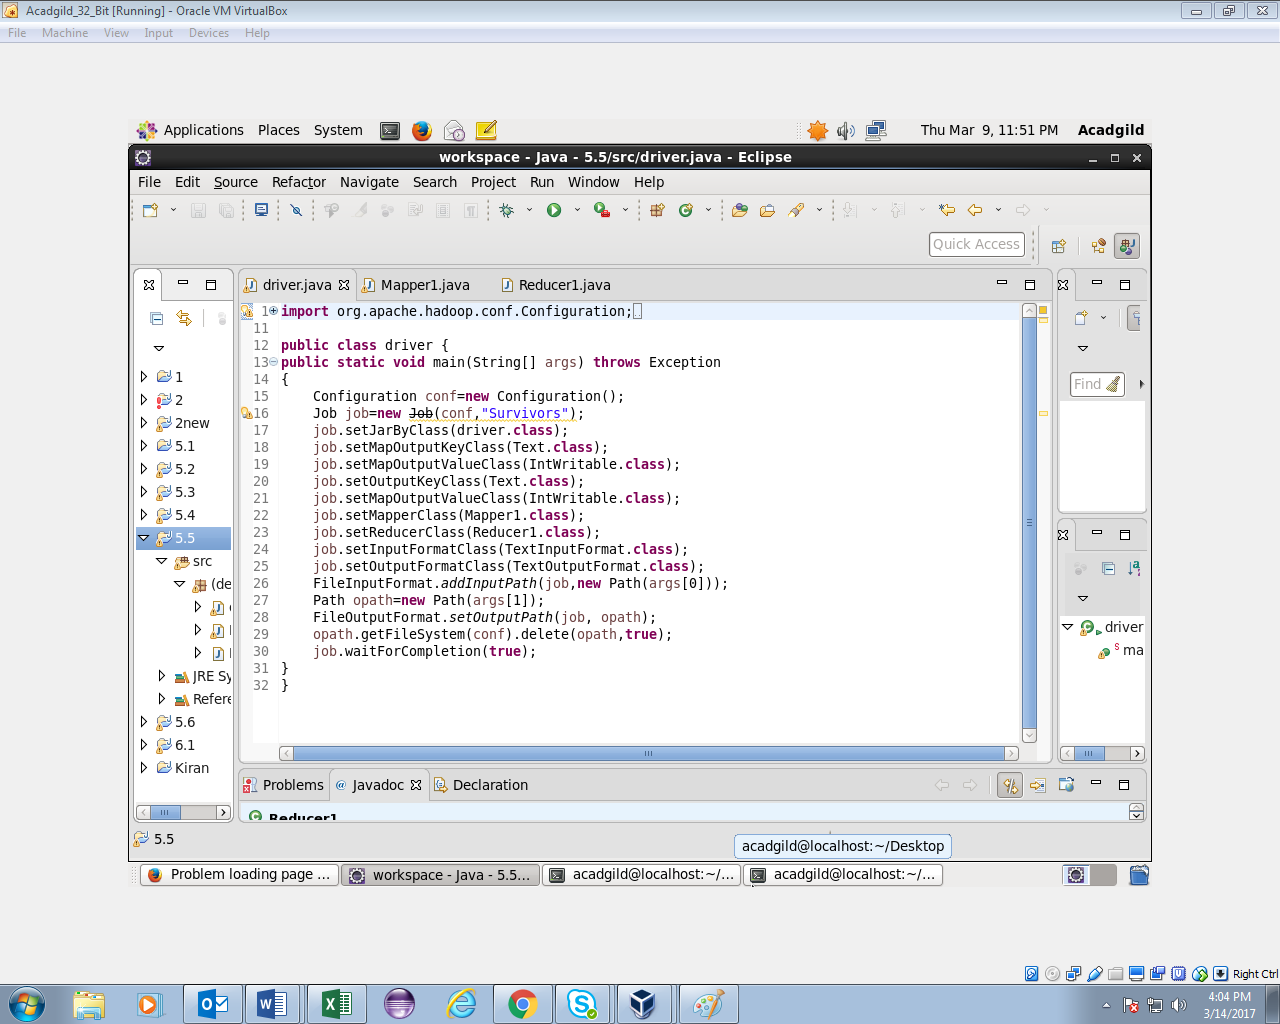 Acadgild_32_Bit [Running] - Oracle VM VirtualBox
File Machine View Input Devices Help
Applications Places System
Thu Mar 9, 11:51 PM Acadgild
workspace - Java - 5.5/src/driver.java - Eclipse
File Edit Source Refactor Navigate Search Project Run Window Help
Quick Access
driver.java Mapper1.java Reducer1.java
1 import org.apache.hadoop.conf.Configuration;
11
12 public class driver {
13 public static void main(String[] args) throws Exception
14 {
15 Configuration conf=new Configuration();
16 Job job=new Job(conf,"Survivors");
17 job.setJarByClass(driver.class);
18 job.setMapOutputKeyClass(Text.class);
19 job.setMapOutputValueClass(IntWritable.class);
20 job.setOutputKeyClass(Text.class);
21 job.setMapOutputValueClass(IntWritable.class);
22 job.setMapperClass(Mapper1.class);
23 job.setReducerClass(Reducer1.class);
24 job.setInputFormatClass(TextInputFormat.class);
25 job.setOutputFormatClass(TextOutputFormat.class);
26 FileInputFormat.addInputPath(job,new Path(args[0]));
27 Path opath=new Path(args[1]);
28 FileOutputFormat.setOutputPath(job, opath);
29 opath.getFileSystem(conf).delete(opath,true);
30 job.waitForCompletion(true);
31 }
32 }
1
2
2new
5.1
5.2
5.3
5.4
5.5
src
(de
JRE Sy
Refere
5.6
6.1
Kiran
Find
driver
ma
Problems @ Javadoc Declaration
Reducer1
5.5
acadgild@localhost:~/Desktop
Problem loading page ...
workspace - Java - 5.5...
acadgild@localhost:~/...
acadgild@localhost:~/...
Right Ctrl
4:04 PM
3/14/2017